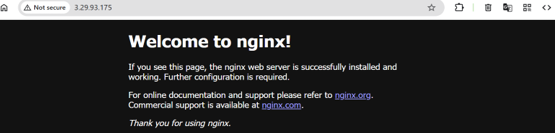 Not secure 3.29.93.175
Welcome to nginx!
If you see this page, the nginx web server is successfully installed and
working. Further configuration is required.
For online documentation and support please refer to nginx.org.
Commercial support is available at nginx.com.
Thank you for using nginx.